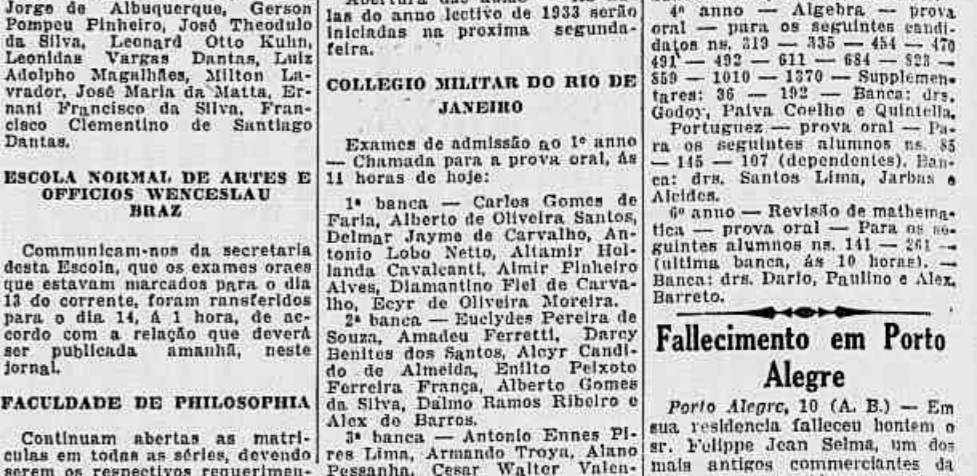 Jorge de Albuquerque, Gerson
Pompeu Pinheiro, José Theodulo
da Silva, Leonard Otto Kuhn,
Leonidas Vargas Dantas, Luiz
Adolpho Magalhães, Milton La-
vrador, José Maria da Matta, Er-
nani Francisco da Silva, Fran-
cisco Clementino de Santiago
Dantas.
ESCOLA NORMAL DE ARTES E
OFFICIOS WENCESLAU
BRAZ
Communicam-nos da secretaria
desta Escola, que os exames oraes
que estavam marcados para o dia
13 do corrente, foram ransferidos
para o dia 14, á 1 hora, de ac-
cordo com a relação que deverá
ser publicada amanhã, neste
jornal.
FACULDADE DE PHILOSOPHIA
Continuam abertas as matri-
culas em todas as séries, devendo
serem os respectivos requerimen-
las do anno lectivo de 1933 serão
iniciadas na proxima segunda-
feira.
COLLEGIO MILITAR DO RIO DE
JANEIRO
Exames de admissão ao 1º anno
— Chamada para a prova oral, ás
11 horas de hoje:
1ª banca — Carlos Gomes de
Faria, Alberto de Oliveira Santos,
Delmar Jayme de Carvalho, An-
tonio Lobo Netto, Altamir Hol-
landa Cavalcanti, Almir Pinheiro
Alves, Diamantino Fiel de Carva-
lho, Ecyr de Oliveira Moreira.
2ª banca — Euclydes Pereira de
Souza, Amadeu Ferretti, Darcy
Benites dos Santos, Alcyr Candi-
do de Almeida, Enilto Peixoto
Ferreira França, Alberto Gomes
da Silva, Dalmo Ramos Ribeiro e
Alex de Barros.
3ª banca — Antonio Ennes Pi-
res Lima, Armando Troya, Alano
Pessanha, Cesar Walter Valen-
4º anno — Algebra — prova
oral — para os seguintes candi-
datos ns. 319 — 335 — 454 — 470
491 — 492 — 611 — 684 — 823 —
859 — 1010 — 1370 — Supplemen-
tares: 36 — 192 — Banca: drs.
Godoy, Paiva Coelho e Quintella.
Portuguez — prova oral — Pa-
ra os seguintes alumnos ns. 85
— 145 — 107 (dependentes). Ban-
ca: drs. Santos Lima, Jarbas e
Alcides.
6º anno — Revisão de mathema-
tica — prova oral — Para os se-
guintes alumnos ns. 141 — 261 —
(ultima banca, ás 10 horas). —
Banca: drs. Dario, Paulino e Alex.
Barreto.
Fallecimento em Porto
Alegre
Porto Alegre, 10 (A. B.) — Em
sua residencia falleceu hontem o
sr. Felippe Jean Selma, um dos
mais antigos commerciantes da